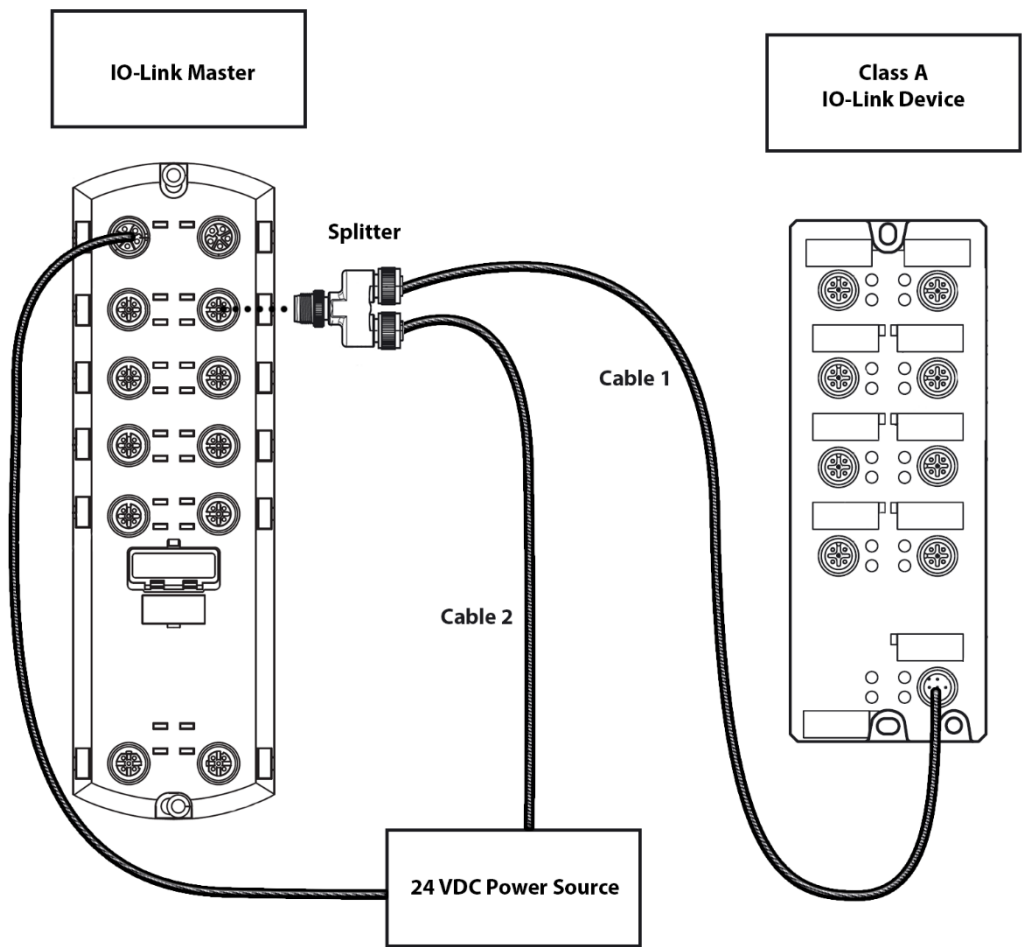 IO-Link Master
Class A
IO-Link Device
Splitter
Cable 1
Cable 2
24 VDC Power Source